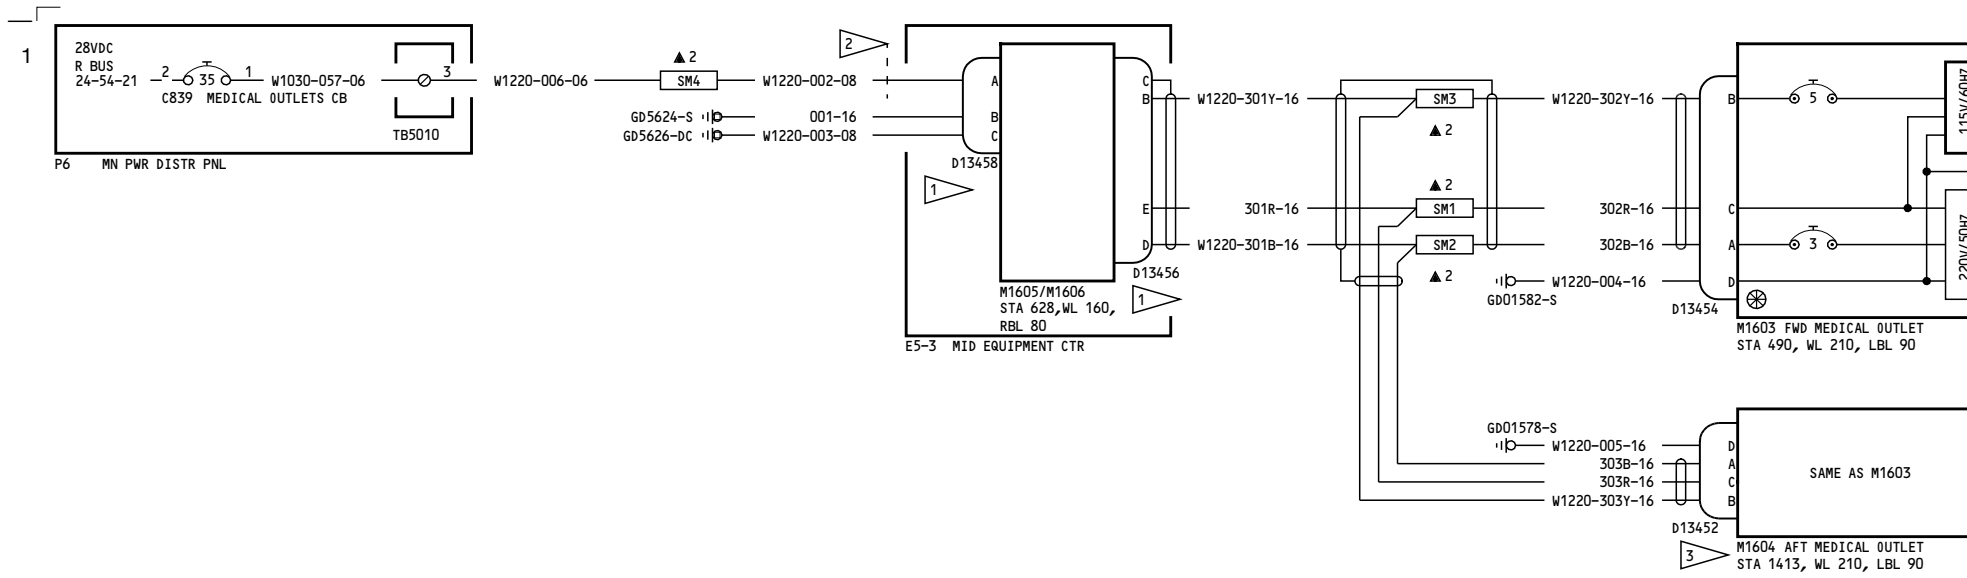 1
28VDC
R BUS
24-54-21
2 35 1
W1030-057-06
C839 MEDICAL OUTLETS CB
3
TB5010
P6 MN PWR DISTR PNL
W1220-006-06
2
SM4
W1220-002-08
GD5624-S
001-16
GD5626-DC
W1220-003-08
2
A
B
C
D13458
1
C
B
E
D
D13456
1
M1605/M1606
STA 628,WL 160,
RBL 80
E5-3 MID EQUIPMENT CTR
W1220-301Y-16
SM3
2
W1220-302Y-16
2
301R-16
SM1
302R-16
W1220-301B-16
SM2
302B-16
2
W1220-004-16
GD01582-S
B
C
A
D
D13454
5
3
115V/60HZ
220V/50HZ
M1603 FWD MEDICAL OUTLET
STA 490, WL 210, LBL 90
GD01578-S
W1220-005-16
303B-16
303R-16
W1220-303Y-16
D
A
C
B
D13452
SAME AS M1603
3
M1604 AFT MEDICAL OUTLET
STA 1413, WL 210, LBL 90